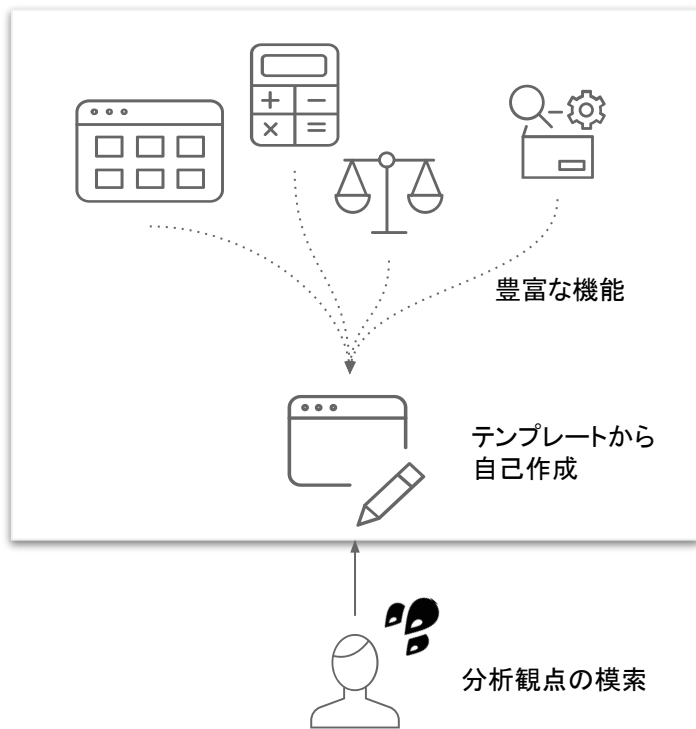 豊富な機能
テンプレートから
自己作成
分析観点の模索